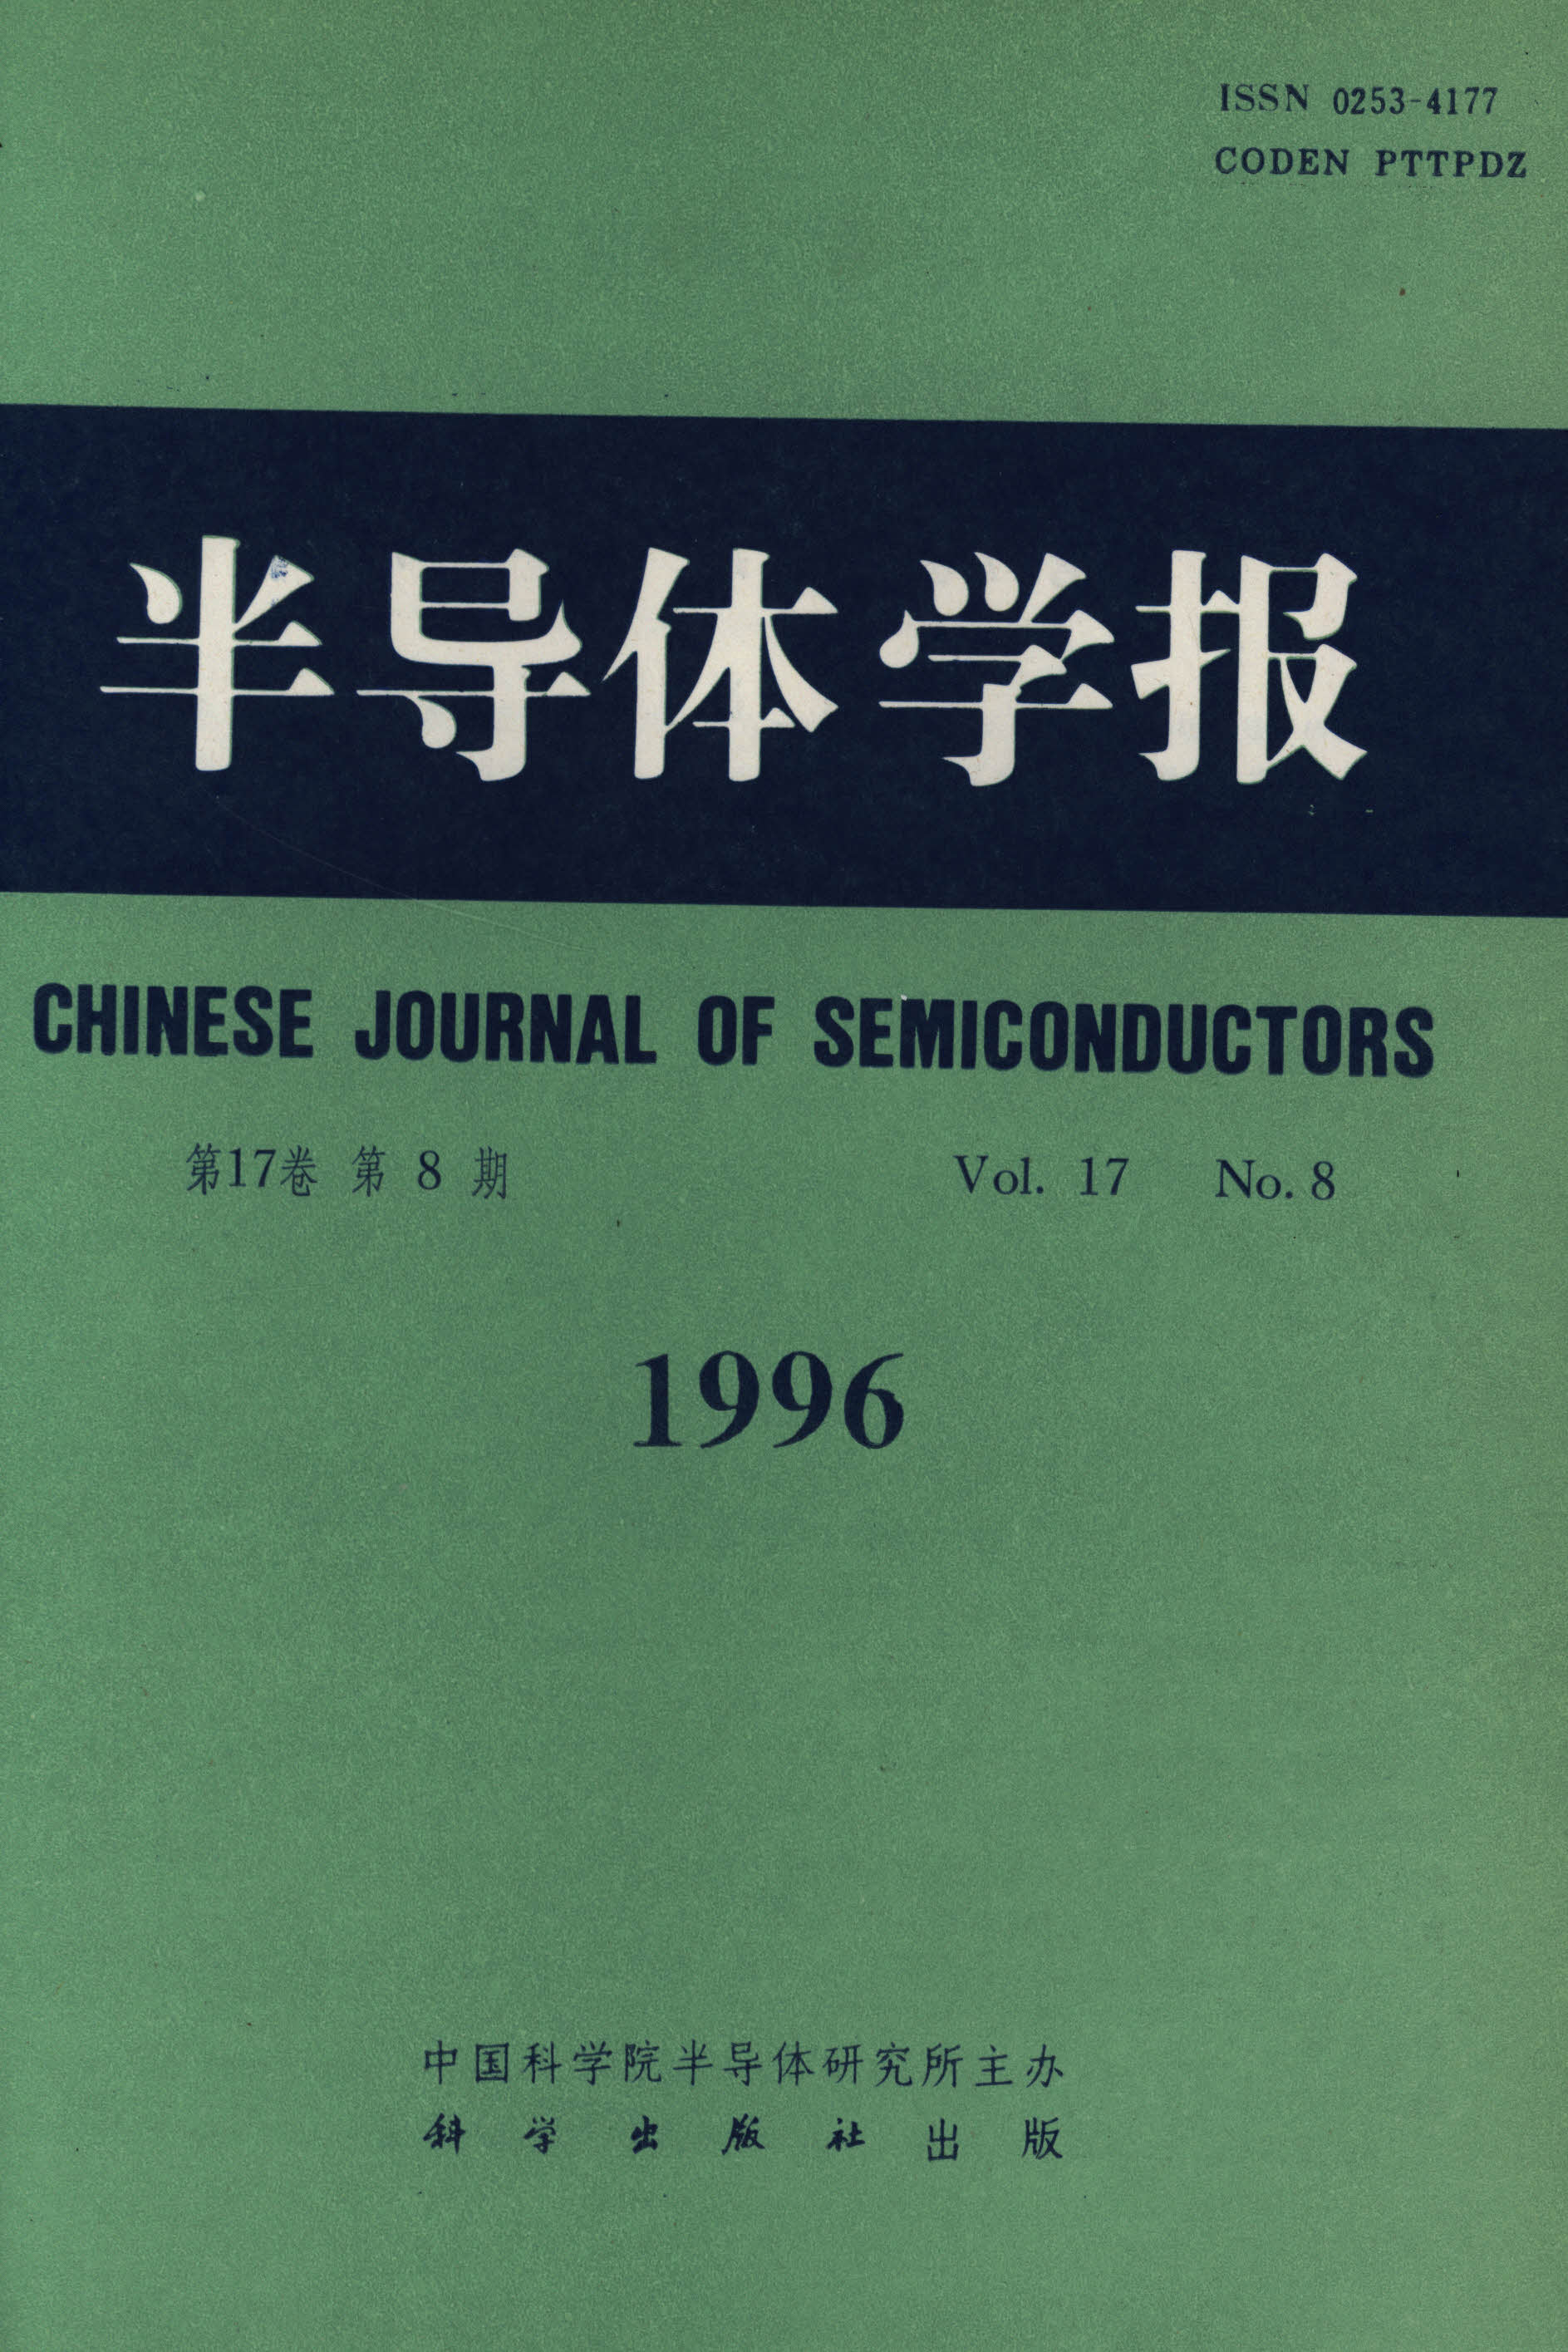 ISSN 0253-4177
CODEN PTTPDZ
半导体学报
CHINESE JOURNAL OF SEMICONDUCTORS
第17卷 第 8 期 Vol. 17 No. 8
1996
中国科学院半导体研究所主办
科学出版社出版